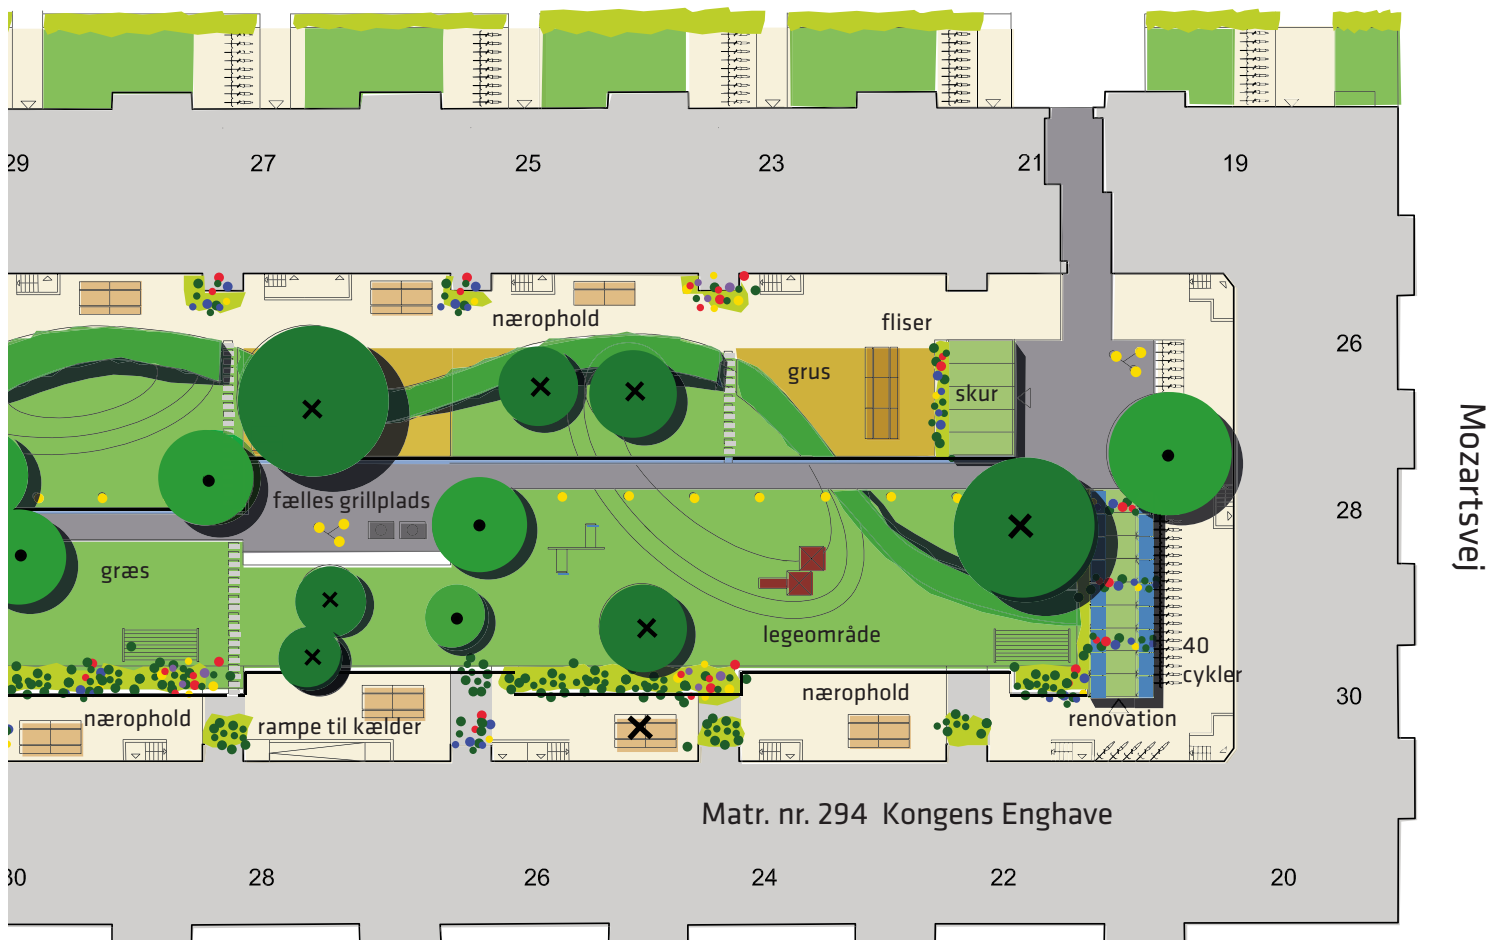 29
27
25
23
21
19
nærophold
fliser
26
grus
skur
Mozartsvej
fælles grillplads
28
græs
legeområde
40
cykler
nærophold
30
nærophold
rampe til kælder
renovation
Matr. nr. 294 Kongens Enghave
30
28
26
24
22
20